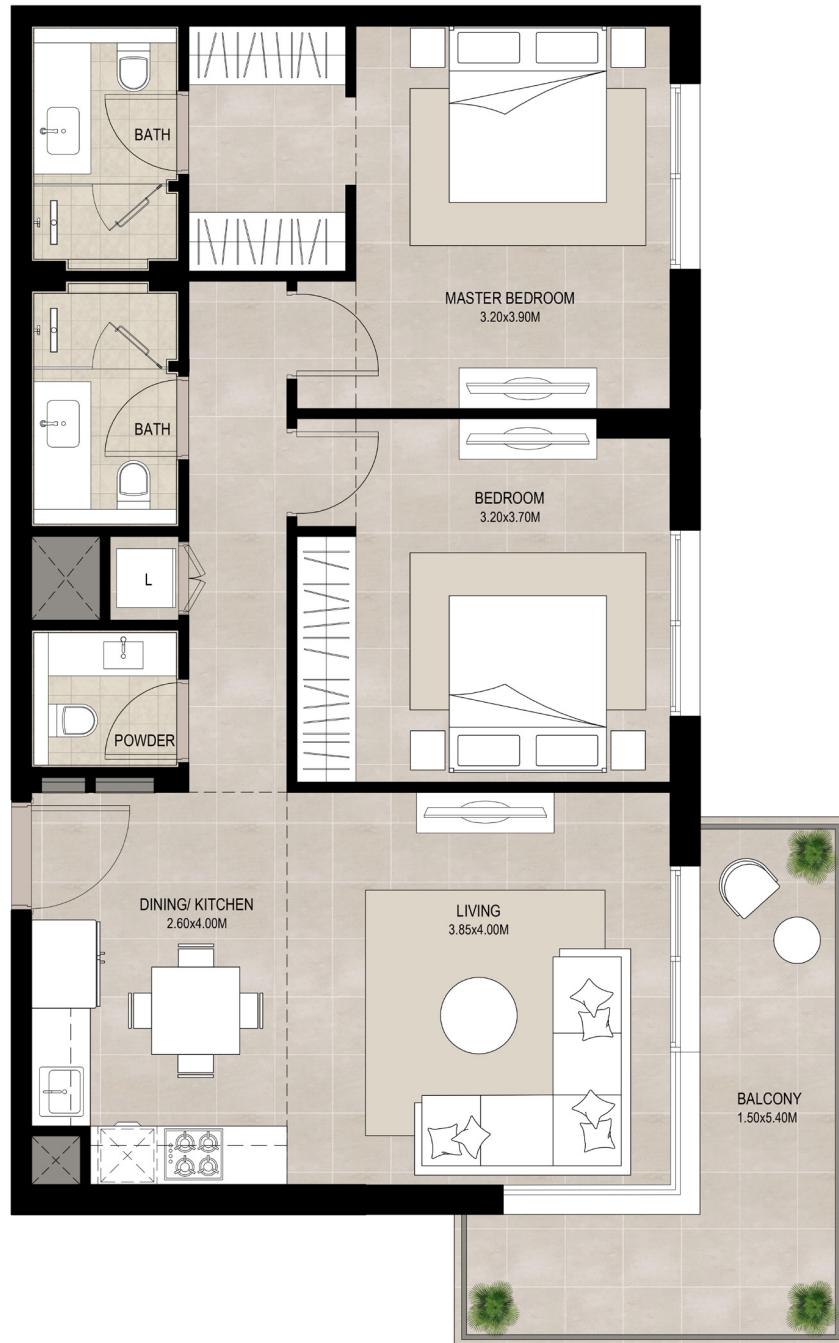 BATH
MASTER BEDROOM
3.20x3.90M
BATH
BEDROOM
3.20x3.70M
L
POWDER
DINING/ KITCHEN
2.60x4.00M
LIVING
3.85x4.00M
BALCONY
1.50x5.40M